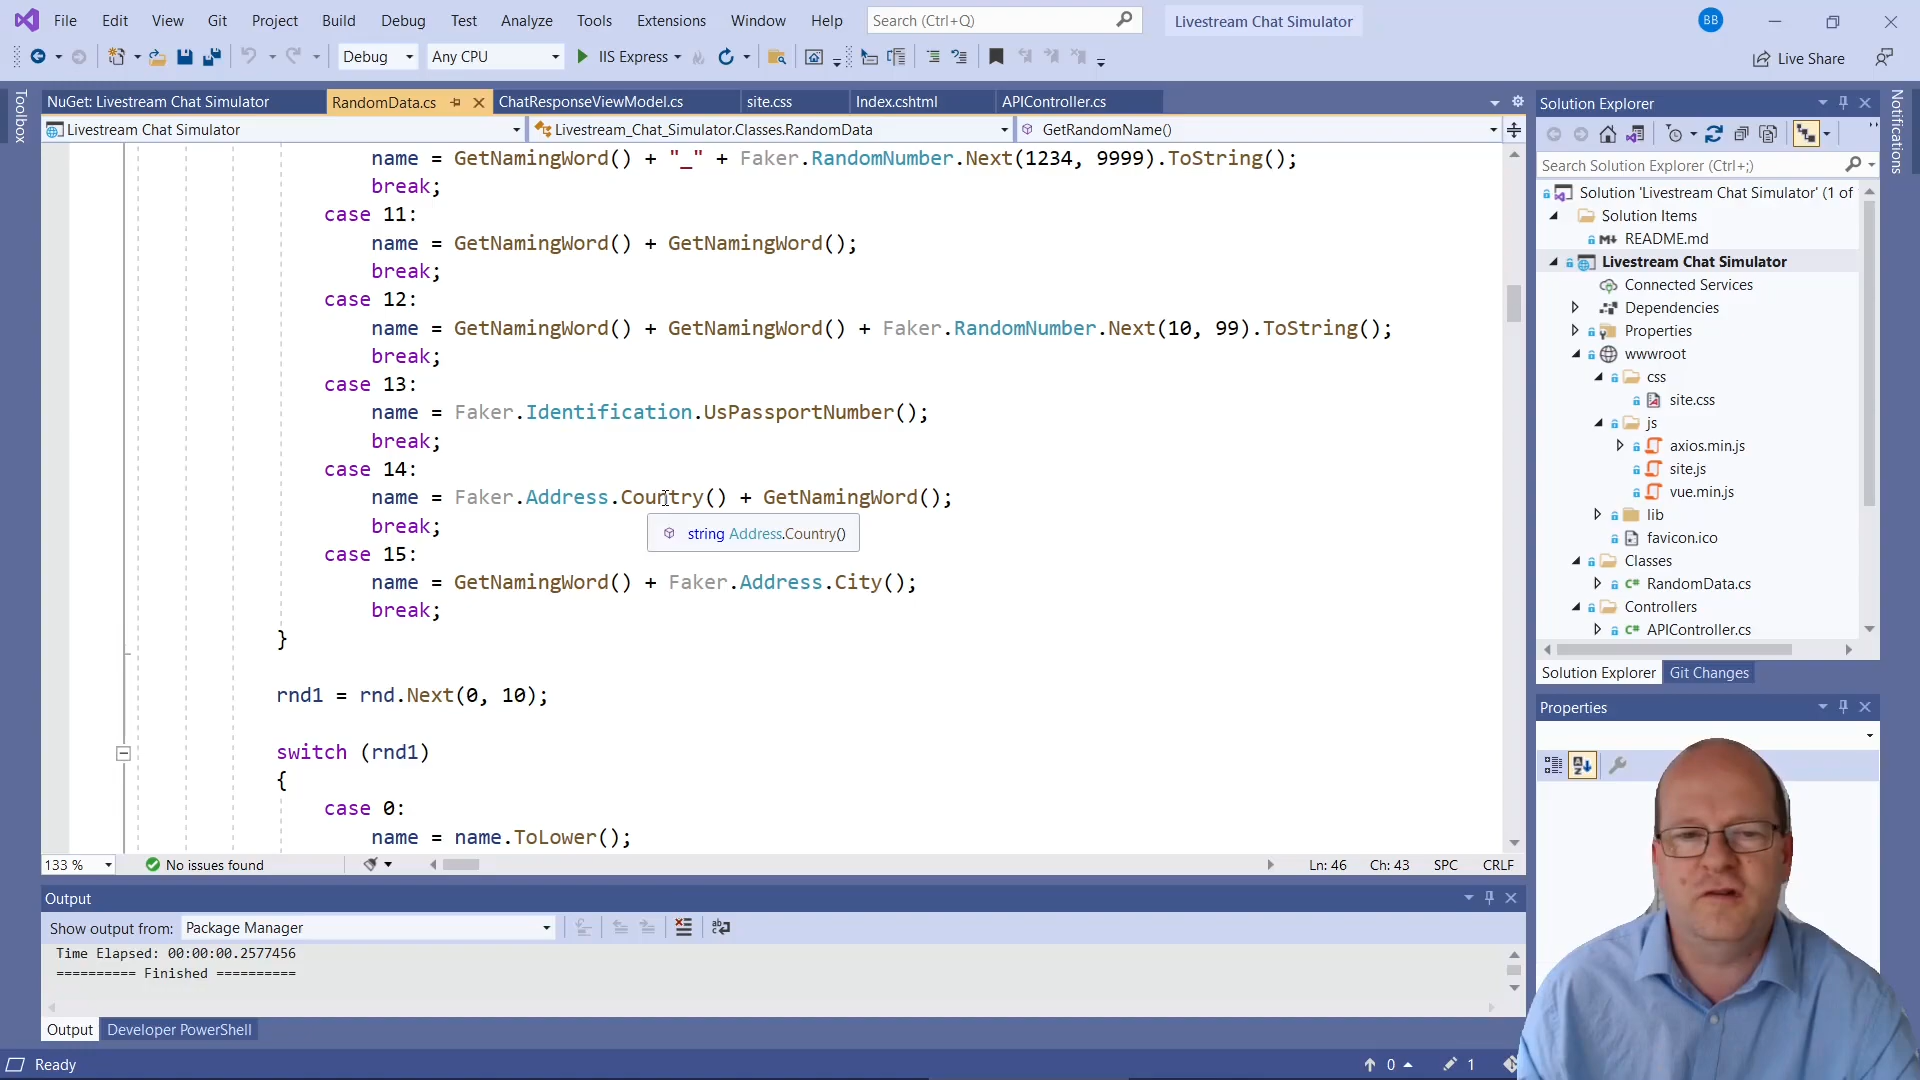 File Edit View Git Project Build Debug Test Analyze Tools Extensions Window Help Search (Ctrl+Q) Livestream Chat Simulator BB
Debug Any CPU IIS Express Live Share
Toolbox
NuGet: Livestream Chat Simulator RandomData.cs ChatResponseViewModel.cs site.css Index.cshtml APIController.cs
Livestream Chat Simulator Livestream_Chat_Simulator.Classes.RandomData GetRandomName()
name = GetNamingWord() + "_" + Faker.RandomNumber.Next(1234, 9999).ToString();
break;
case 11:
name = GetNamingWord() + GetNamingWord();
break;
case 12:
name = GetNamingWord() + GetNamingWord() + Faker.RandomNumber.Next(10, 99).ToString();
break;
case 13:
name = Faker.Identification.UsPassportNumber();
break;
case 14:
name = Faker.Address.Country() + GetNamingWord();
break;
string Address.Country()
case 15:
name = GetNamingWord() + Faker.Address.City();
break;
}
rnd1 = rnd.Next(0, 10);
switch (rnd1)
{
case 0:
name = name.ToLower();
133 % No issues found Ln: 46 Ch: 43 SPC CRLF
Output
Show output from: Package Manager
Time Elapsed: 00:00:00.2577456
========== Finished ==========
Output Developer PowerShell
Ready 0 1
Solution Explorer
Search Solution Explorer (Ctrl+;)
Solution 'Livestream Chat Simulator' (1 of
Solution Items
README.md
Livestream Chat Simulator
Connected Services
Dependencies
Properties
wwwroot
css
site.css
js
axios.min.js
site.js
vue.min.js
lib
favicon.ico
Classes
C# RandomData.cs
Controllers
C# APIController.cs
Solution Explorer Git Changes
Properties
Notifications